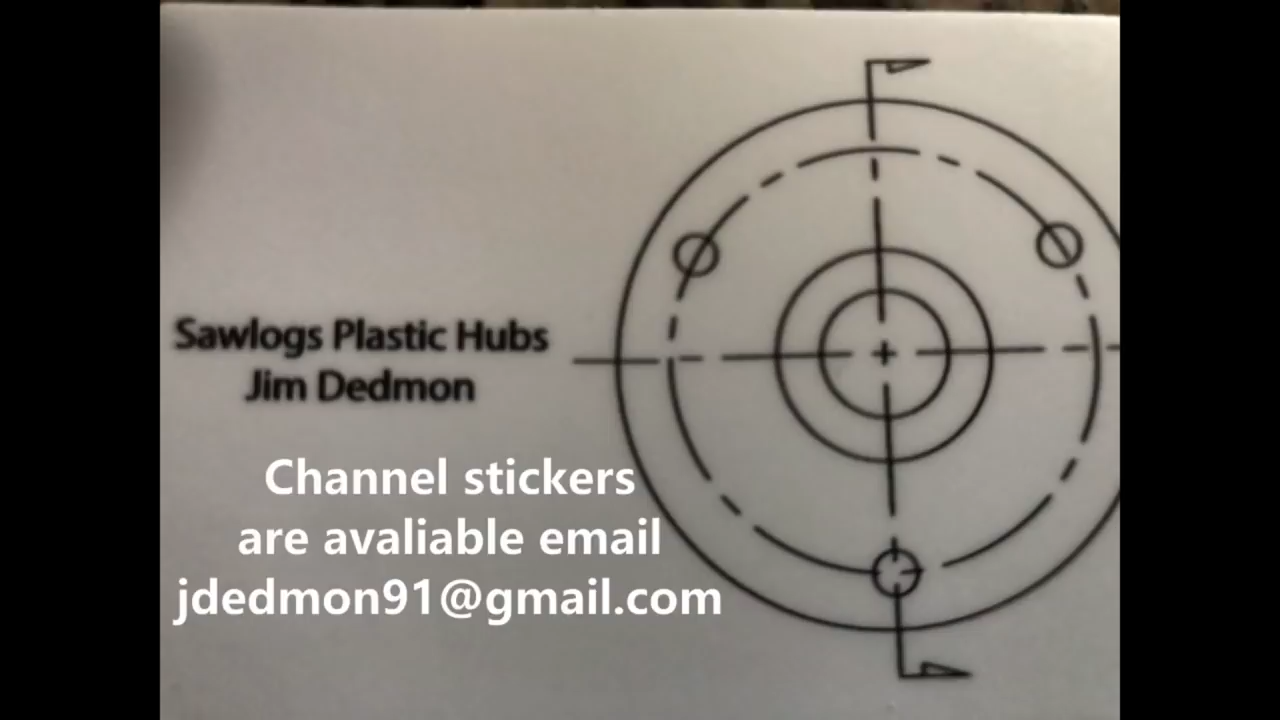 Sawlogs Plastic Hubs
Jim Dedmon
Channel stickers
are avaliable email
jdedmon91@gmail.com